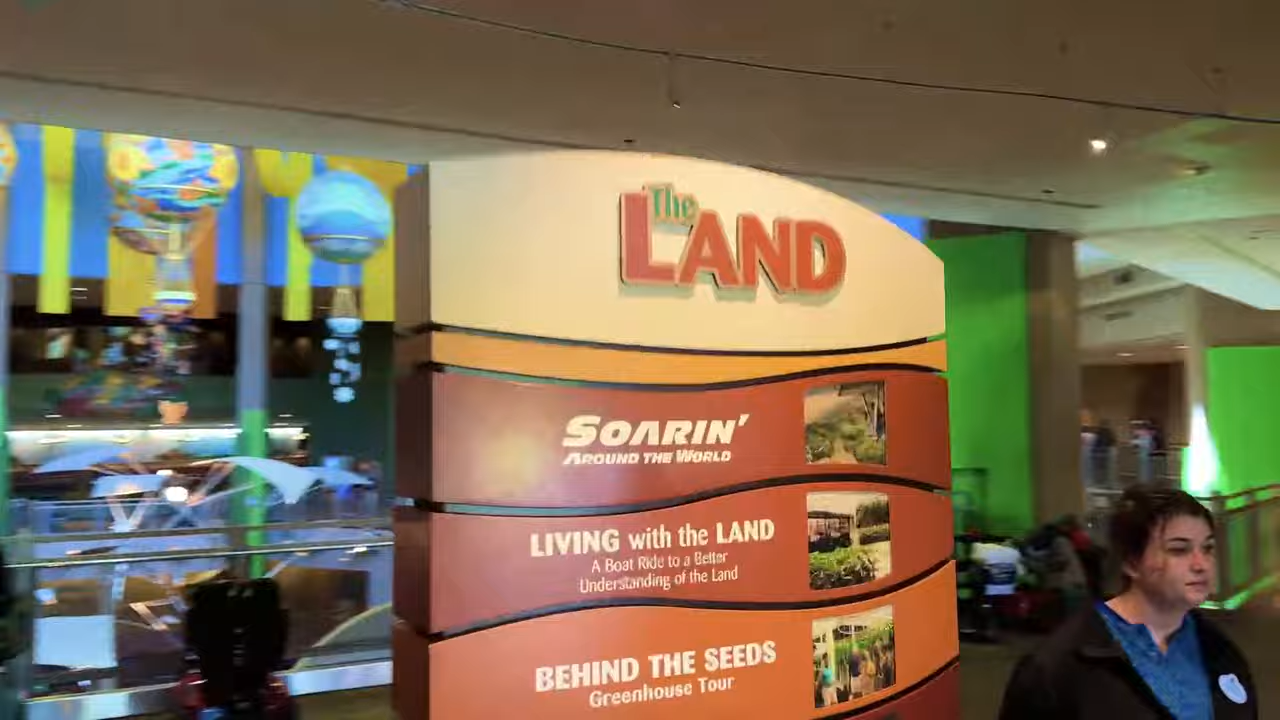 The
LAND
SOARIN'
AROUND THE WORLD
LIVING with the LAND
A Boat Ride to a Better
Understanding of the Land
BEHIND THE SEEDS
Greenhouse Tour